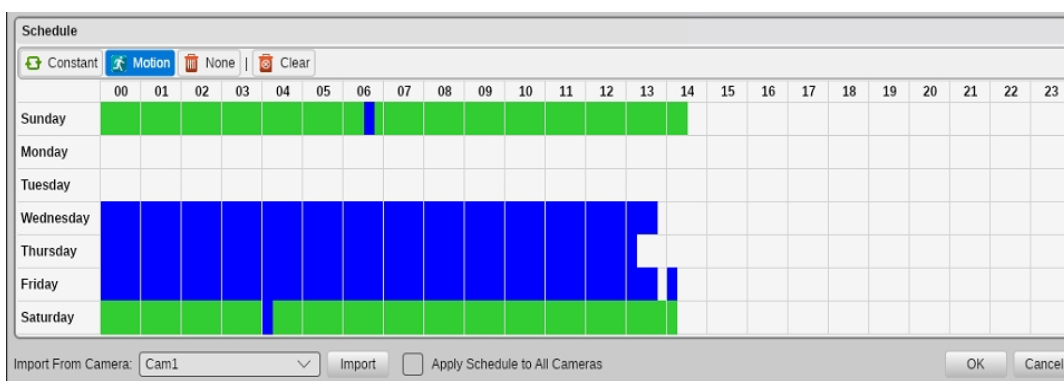 Schedule
Constant Motion None | Clear
00 01 02 03 04 05 06 07 08 09 10 11 12 13 14 15 16 17 18 19 20 21 22 23
Sunday
Monday
Tuesday
Wednesday
Thursday
Friday
Saturday
Import From Camera: Cam1 Import Apply Schedule to All Cameras OK Cancel